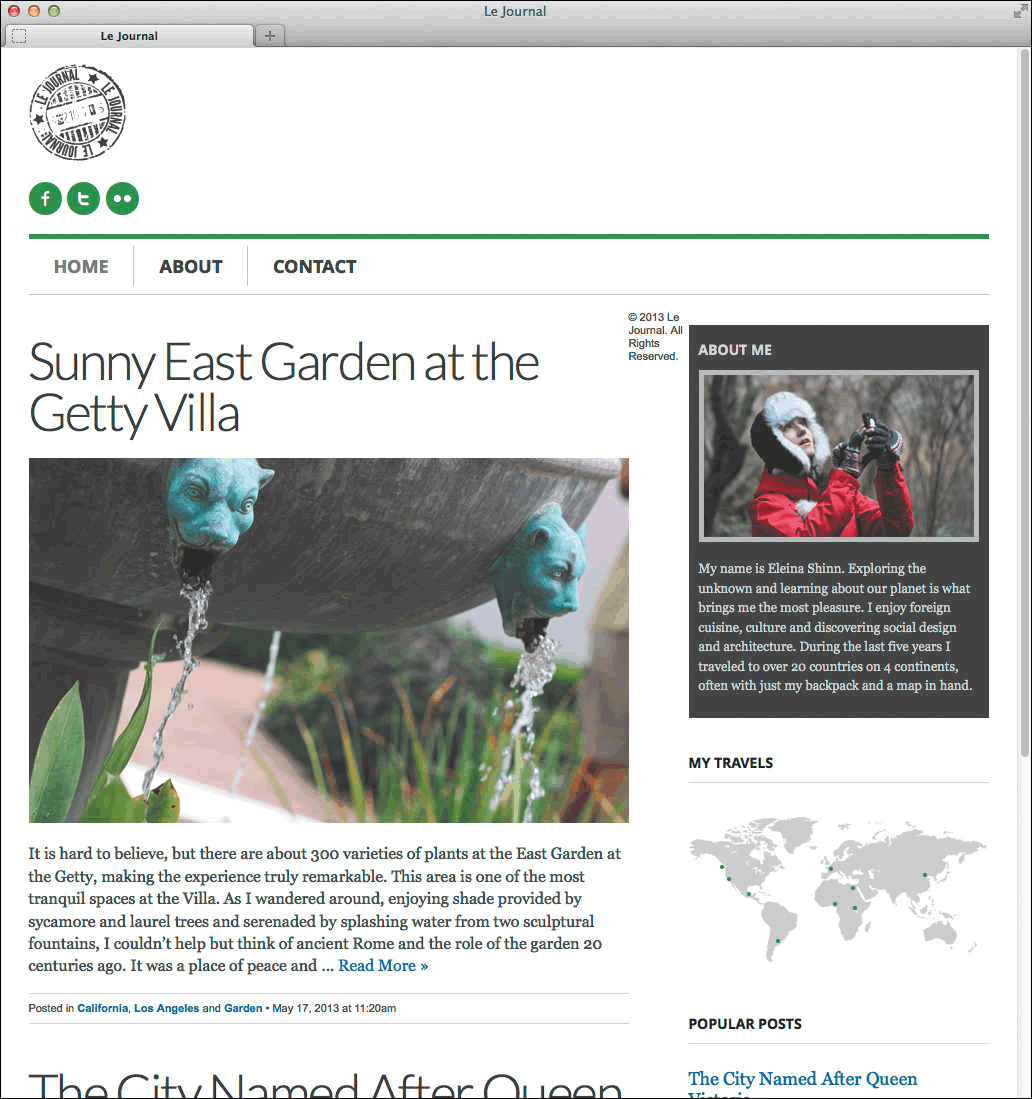 Le Journal
Le Journal
LE JOURNAL
LE JOURNAL
LE JOURNAL
HOME
ABOUT
CONTACT
Sunny East Garden at the
Getty Villa
It is hard to believe, but there are about 300 varieties of plants at the East Garden at
the Getty, making the experience truly remarkable. This area is one of the most
tranquil spaces at the Villa. As I wandered around, enjoying shade provided by
sycamore and laurel trees and serenaded by splashing water from two sculptural
fountains, I couldn’t help but think of ancient Rome and the role of the garden 20
centuries ago. It was a place of peace and ... Read More »
Posted in California, Los Angeles and Garden • May 17, 2013 at 11:20am
The City Named After Queen
© 2013 Le
Journal. All
Rights
Reserved.
ABOUT ME
My name is Eleina Shinn. Exploring the
unknown and learning about our planet is what
brings me the most pleasure. I enjoy foreign
cuisine, culture and discovering social design
and architecture. During the last five years I
traveled to over 20 countries on 4 continents,
often with just my backpack and a map in hand.
MY TRAVELS
POPULAR POSTS
The City Named After Queen
Victoria